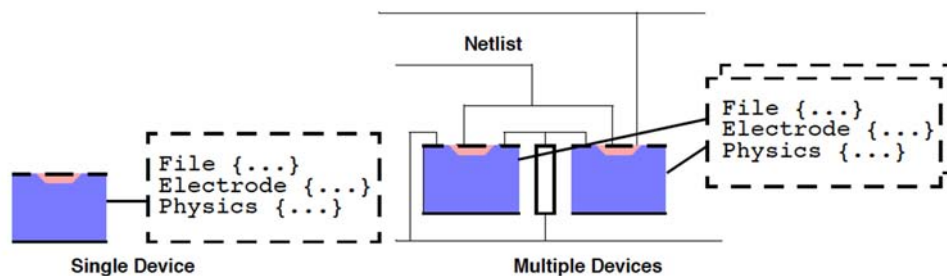 Netlist
File {...}
Electrode {...}
Physics {...}
File {...}
Electrode {...}
Physics {...}
Single Device
Multiple Devices